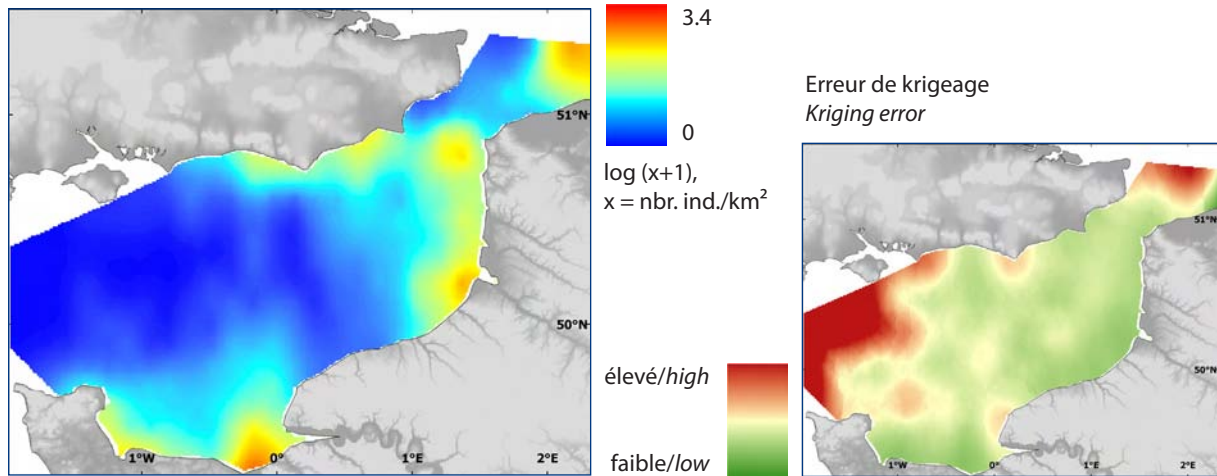 3.4
0
log (x+1),
x = nbr. ind./km²
51°N
50°N
1°W
0°
1°E
2°E
Erreur de krigeage
Kriging error
élevé/high
faible/low
51°N
50°N
1°W
0°
1°E
2°E